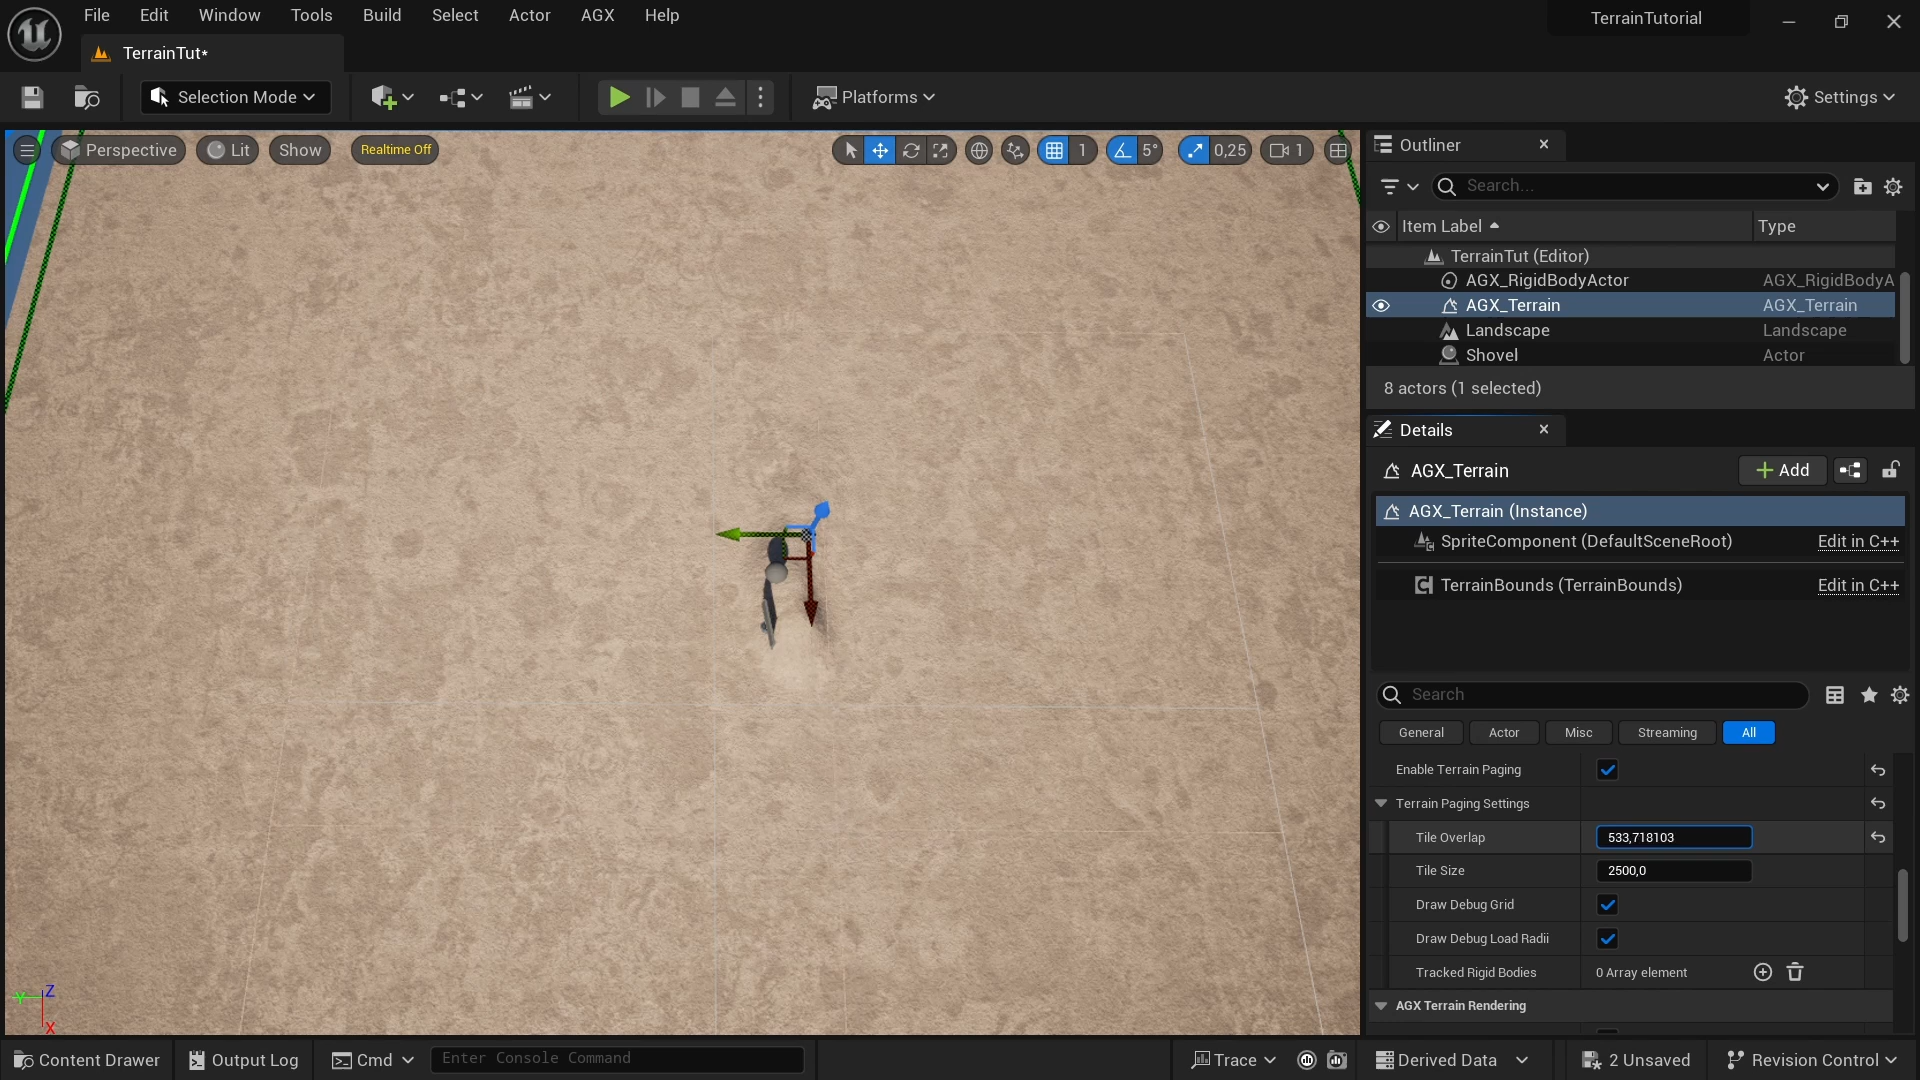 File Edit Window Tools Build Select Actor AGX Help
TerrainTutorial
TerrainTut*
Selection Mode
Platforms
Settings
Perspective Lit Show Realtime Off
1 5° 0,25 1
Outliner
Search...
Item Label Type
TerrainTut (Editor)
AGX_RigidBodyActor AGX_RigidBodyA
AGX_Terrain AGX_Terrain
Landscape Landscape
Shovel Actor
8 actors (1 selected)
Details
AGX_Terrain
Add
AGX_Terrain (Instance)
SpriteComponent (DefaultSceneRoot) Edit in C++
TerrainBounds (TerrainBounds) Edit in C++
Search
General Actor Misc Streaming All
Enable Terrain Paging
Terrain Paging Settings
Tile Overlap 533,718103
Tile Size 2500,0
Draw Debug Grid
Draw Debug Load Radii
Tracked Rigid Bodies 0 Array element
AGX Terrain Rendering
Z
Y
X
Content Drawer Output Log Cmd Enter Console Command Trace Derived Data 2 Unsaved Revision Control